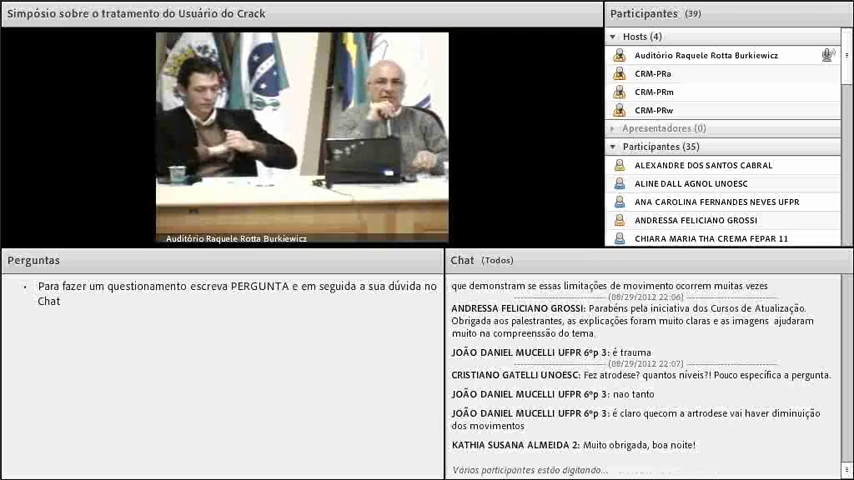 Simpósio sobre o tratamento do Usuário do Crack
Auditório Raquele Rotta Burkiewicz
Participantes (39)
Hosts (4)
Auditório Raquele Rotta Burkiewicz
CRM-PRa
CRM-PRm
CRM-PRw
Apresentadores (0)
Participantes (35)
ALEXANDRE DOS SANTOS CABRAL
ALINE DALL AGNOL UNOESC
ANA CAROLINA FERNANDES NEVES UFPR
ANDRESSA FELICIANO GROSSI
CHIARA MARIA THA CREMA FEPAR 11
Perguntas
Para fazer um questionamento escreva PERGUNTA e em seguida a sua dúvida no
Chat
Chat (Todos)
que demonstram se essas limitações de movimento ocorrem muitas vezes
(08/29/2012 22:06)
ANDRESSA FELICIANO GROSSI: Parabéns pela iniciativa dos Cursos de Atualização.
Obrigada aos palestrantes, as explicações foram muito claras e as imagens ajudaram
muito na compreenssão do tema.
JOÃO DANIEL MUCELLI UFPR 6ºp 3: é trauma
(08/29/2012 22:07)
CRISTIANO GATELLI UNOESC: Fez atrodese? quantos níveis?! Pouco específica a pergunta.
JOÃO DANIEL MUCELLI UFPR 6ºp 3: nao tanto
JOÃO DANIEL MUCELLI UFPR 6ºp 3: é claro quecom a artrodese vai haver diminuição
dos movimentos
KATHIA SUSANA ALMEIDA 2: Muito obrigada, boa noite!
Vários participantes estão digitando...